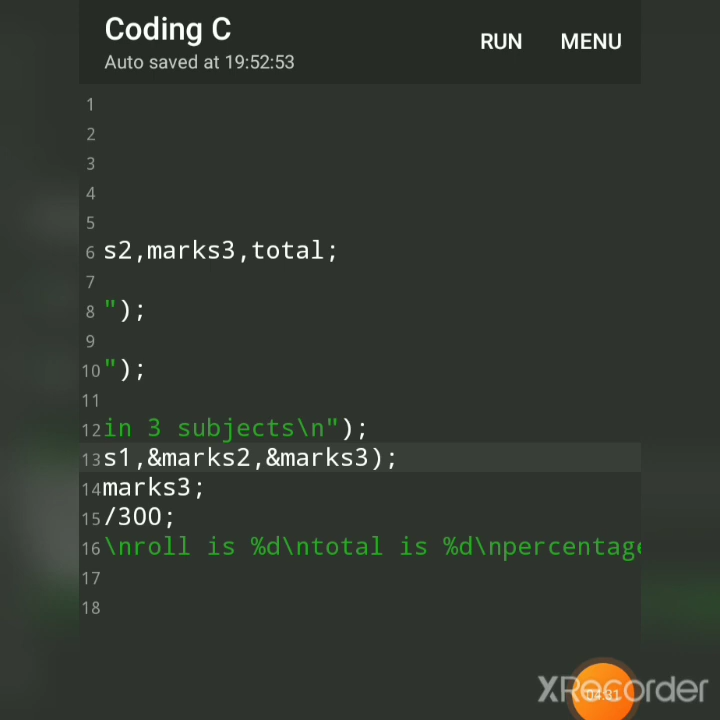 Coding C
Auto saved at 19:52:53
RUN MENU
1
2
3
4
5
6 s2,marks3,total;
7
8 ");
9
10 ");
11
12 in 3 subjects\n");
13 s1,&marks2,&marks3);
14 marks3;
15 /300;
16 \nroll is %d\ntotal is %d\npercentage
17
18
XRecorder
04:31